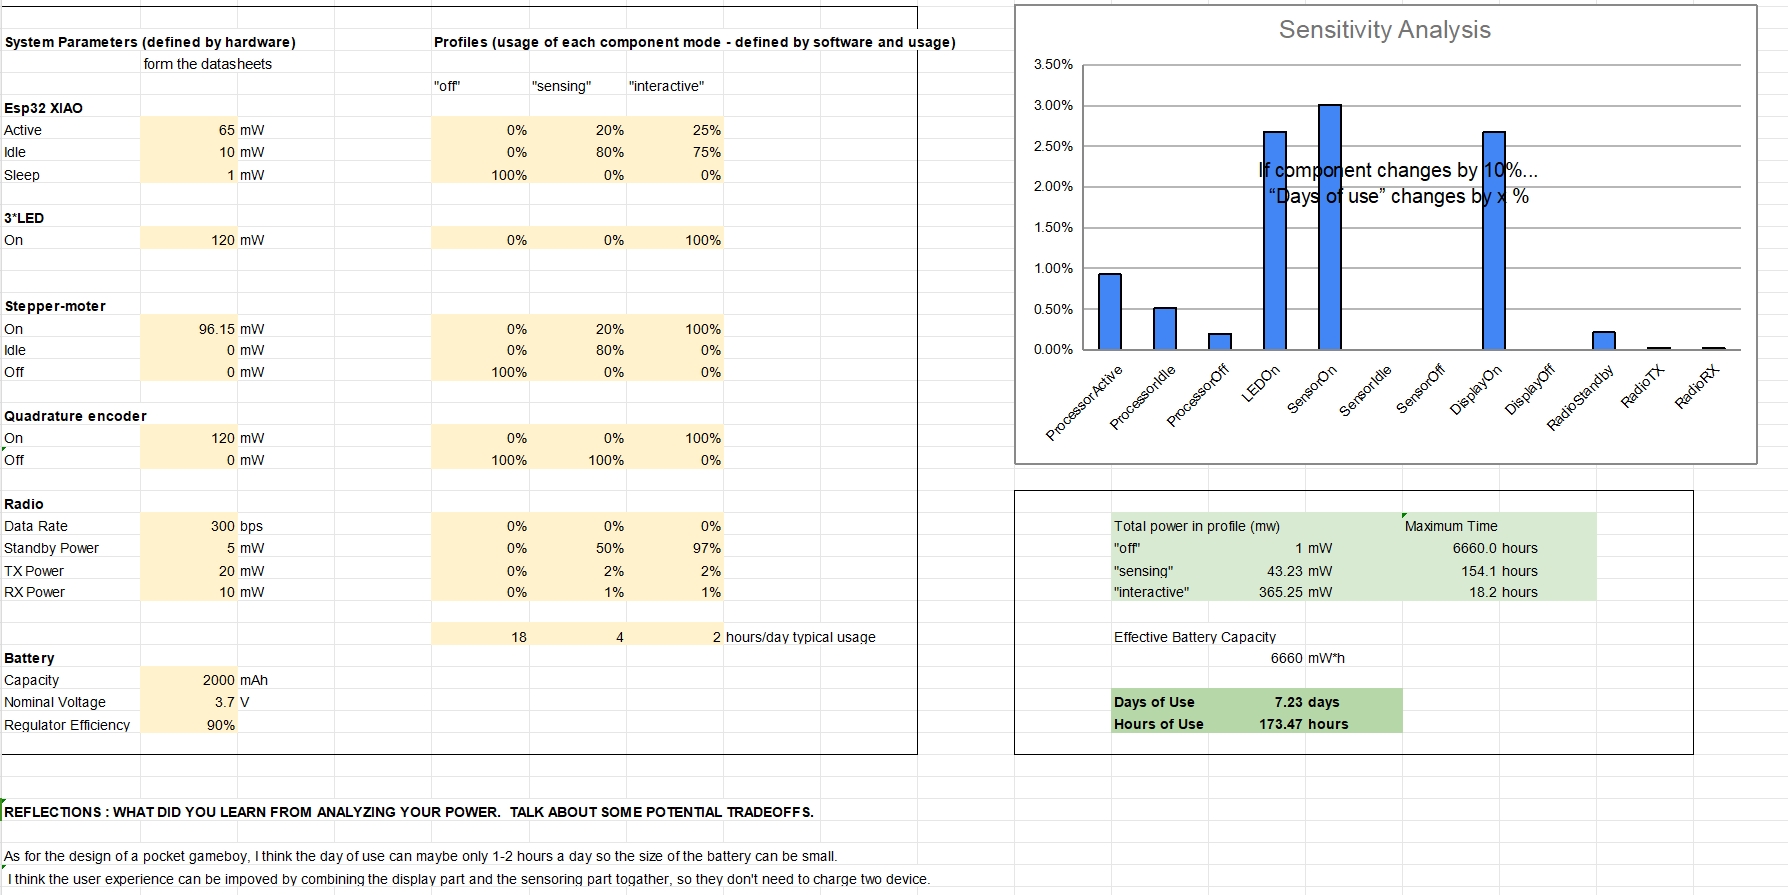 System Parameters (defined by hardware) Profiles (usage of each component mode - defined by software and usage)
form the datasheets
"off" "sensing" "interactive"
Esp32 XIAO
Active 65 mW 0% 20% 25%
Idle 10 mW 0% 80% 75%
Sleep 1 mW 100% 0% 0%
3*LED
On 120 mW 0% 0% 100%
Stepper-moter
On 96.15 mW 0% 20% 100%
Idle 0 mW 0% 80% 0%
Off 0 mW 100% 0% 0%
Quadrature encoder
On 120 mW 0% 0% 100%
Off 0 mW 100% 100% 0%
Radio
Data Rate 300 bps 0% 0% 0%
Standby Power 5 mW 0% 50% 97%
TX Power 20 mW 0% 2% 2%
RX Power 10 mW 0% 1% 1%
18 4 2 hours/day typical usage
Battery
Capacity 2000 mAh
Nominal Voltage 3.7 V
Regulator Efficiency 90%
Sensitivity Analysis
3.50%
3.00%
2.50%
2.00%
1.50%
1.00%
0.50%
0.00%
If component changes by 10%...
“Days of use” changes by x %
ProcessorActive ProcessorIdle ProcessorOff LEDOn SensorOn SensorIdle SensorOff DisplayOn DisplayOff RadioStandby RadioTX RadioRX
Total power in profile (mw) Maximum Time
"off" 1 mW 6660.0 hours
"sensing" 43.23 mW 154.1 hours
"interactive" 365.25 mW 18.2 hours
Effective Battery Capacity
6660 mW*h
Days of Use 7.23 days
Hours of Use 173.47 hours
REFLECTIONS : WHAT DID YOU LEARN FROM ANALYZING YOUR POWER. TALK ABOUT SOME POTENTIAL TRADEOFFS.
As for the design of a pocket gameboy, I think the day of use can maybe only 1-2 hours a day so the size of the battery can be small.
I think the user experience can be impoved by combining the display part and the sensoring part togather, so they don't need to charge two device.